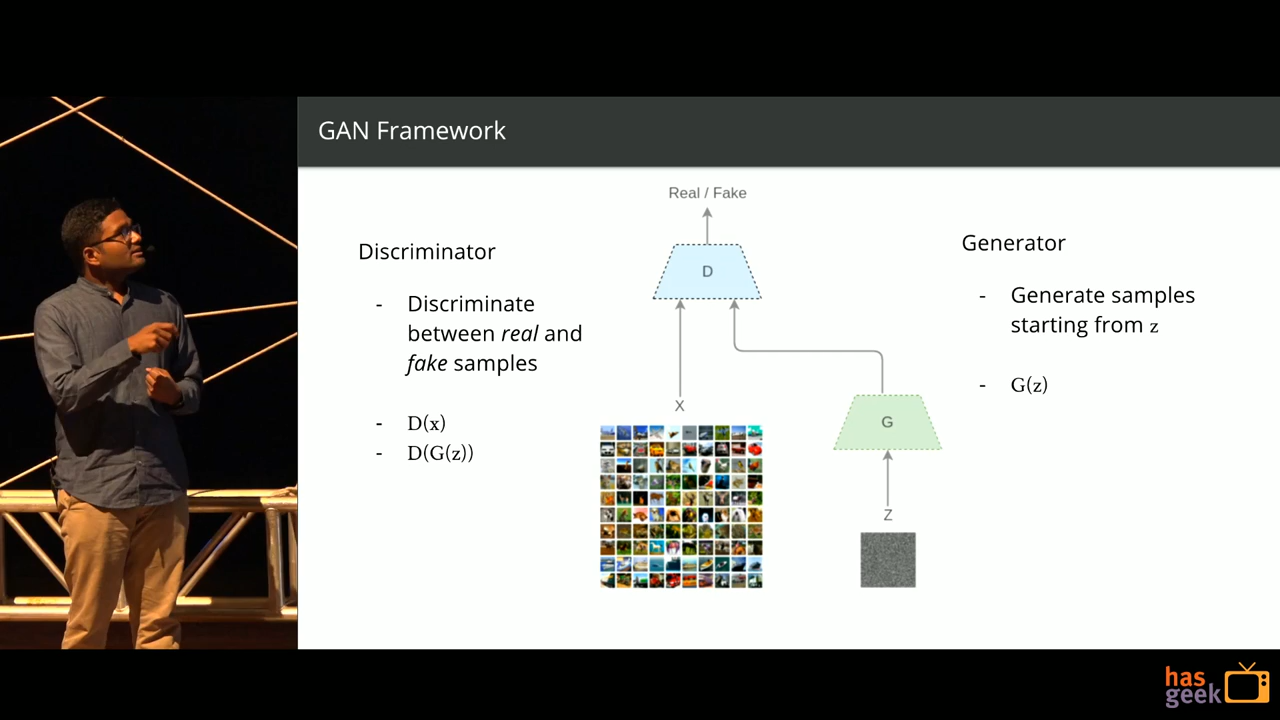 GAN Framework
Real / Fake
Discriminator
- Discriminate
between real and
fake samples
- D(x)
- D(G(z))
D
X
G
Z
Generator
- Generate samples
starting from z
- G(z)
has
geek